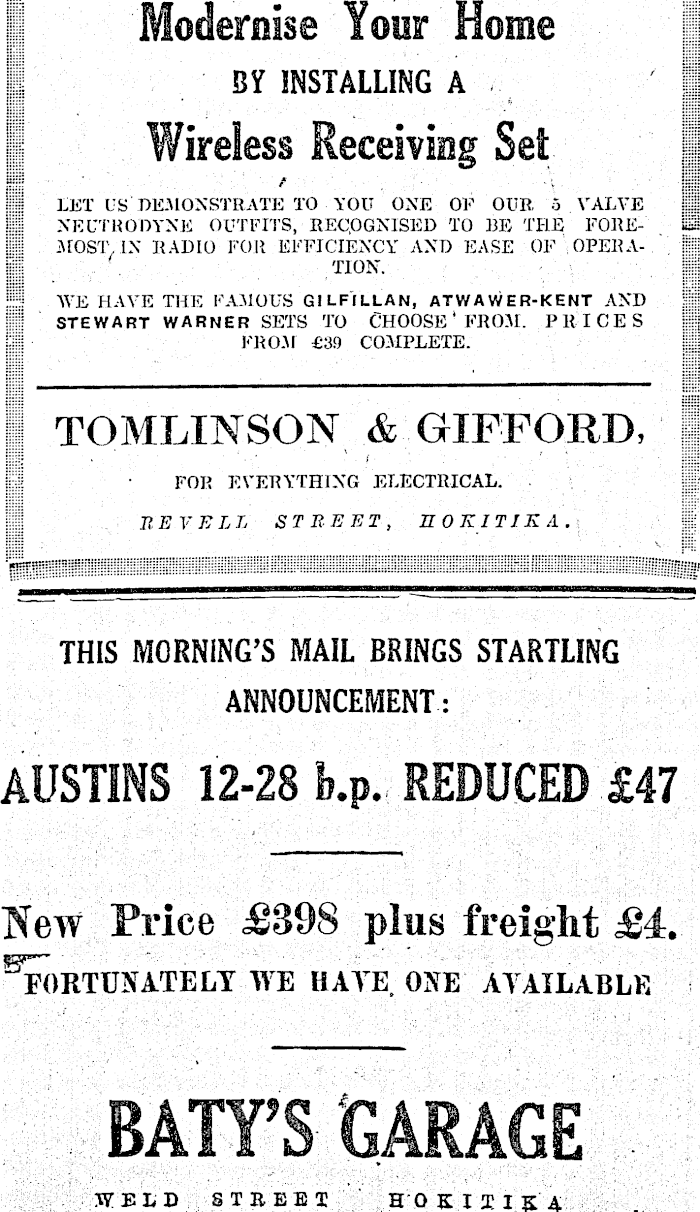 Modernise Your Home
BY INSTALLING A
Wireless Receiving Set
LET US DEMONSTRATE TO YOU ONE OF OUR 5 VALVE
NEUTRODYNE OUTFITS, RECOGNISED TO BE THE FORE-
MOST IN RADIO FOR EFFICIENCY AND EASE OF OPERA-
TION.
WE HAVE THE FAMOUS GILFILLAN, ATWAWER-KENT AND
STEWART WARNER SETS TO CHOOSE FROM. PRICES
FROM £39 COMPLETE.
TOMLINSON & GIFFORD,
FOR EVERYTHING ELECTRICAL.
REVELL STREET, HOKITIKA.
THIS MORNING'S MAIL BRINGS STARTLING
ANNOUNCEMENT:
AUSTINS 12-28 h.p. REDUCED £47
New Price £398 plus freight £4.
FORTUNATELY WE HAVE ONE AVAILABLE
BATY'S GARAGE
WELD STREET HOKITIKA